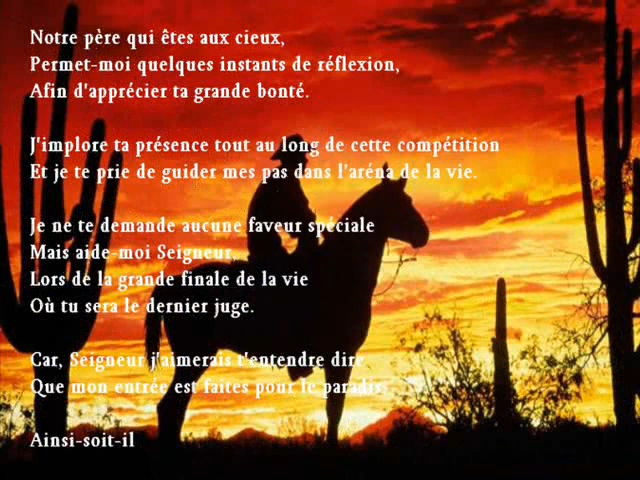 Notre père qui êtes aux cieux,
Permet-moi quelques instants de réflexion,
Afin d'apprécier ta grande bonté.
J'implore ta présence tout au long de cette compétition
Et je te prie de guider mes pas dans l'aréna de la vie.
Je ne te demande aucune faveur spéciale
Mais aide-moi Seigneur,
Lors de la grande finale de la vie
Où tu sera le dernier juge.
Car, Seigneur j'aimerais t'entendre dire
Que mon entrée est faites pour le paradis.
Ainsi-soit-il